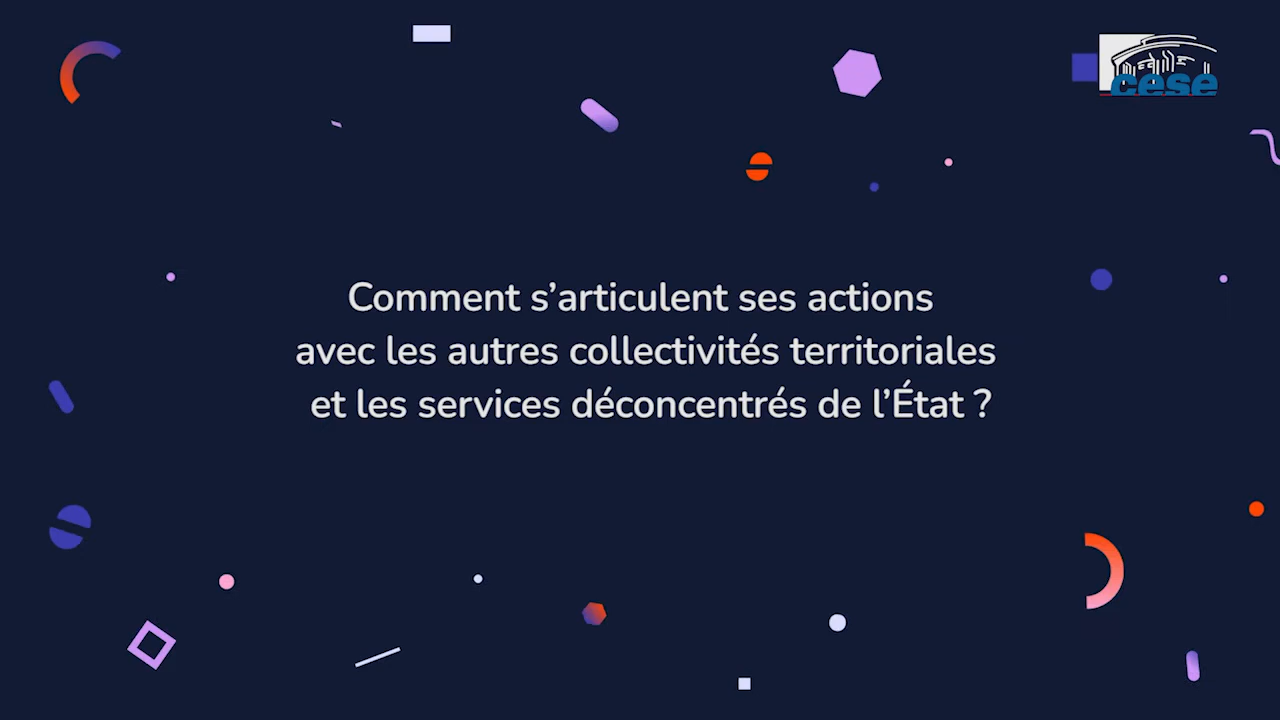 cese
Comment s’articulent ses actions
avec les autres collectivités territoriales
et les services déconcentrés de l’État ?